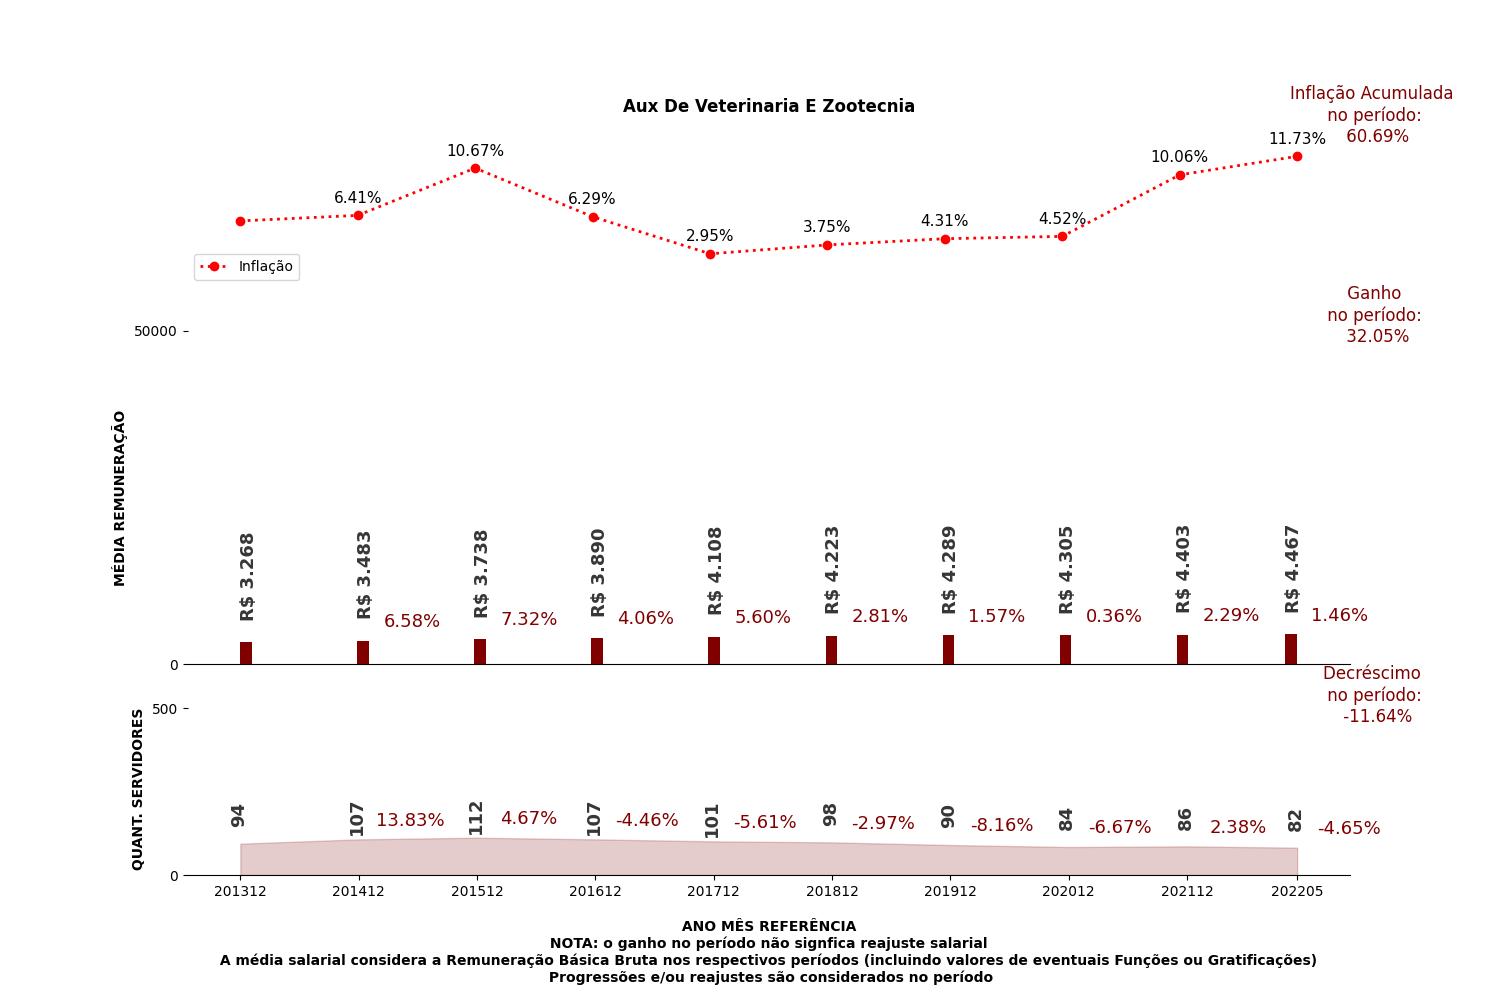 Aux De Veterinaria E Zootecnia
Inflação Acumulada
no período:
60.69%
6.41%
10.67%
6.29%
2.95%
3.75%
4.31%
4.52%
10.06%
11.73%
Inflação
Ganho
no período:
32.05%
50000
0
MÉDIA REMUNERAÇÃO
R$ 3.268
R$ 3.483
R$ 3.738
R$ 3.890
R$ 4.108
R$ 4.223
R$ 4.289
R$ 4.305
R$ 4.403
R$ 4.467
6.58%
7.32%
4.06%
5.60%
2.81%
1.57%
0.36%
2.29%
1.46%
Decréscimo
no período:
-11.64%
500
0
QUANT. SERVIDORES
94
107
112
107
101
98
90
84
86
82
13.83%
4.67%
-4.46%
-5.61%
-2.97%
-8.16%
-6.67%
2.38%
-4.65%
201312
201412
201512
201612
201712
201812
201912
202012
202112
202205
ANO MÊS REFERÊNCIA
NOTA: o ganho no período não signfica reajuste salarial
A média salarial considera a Remuneração Básica Bruta nos respectivos períodos (incluindo valores de eventuais Funções ou Gratificações)
Progressões e/ou reajustes são considerados no período